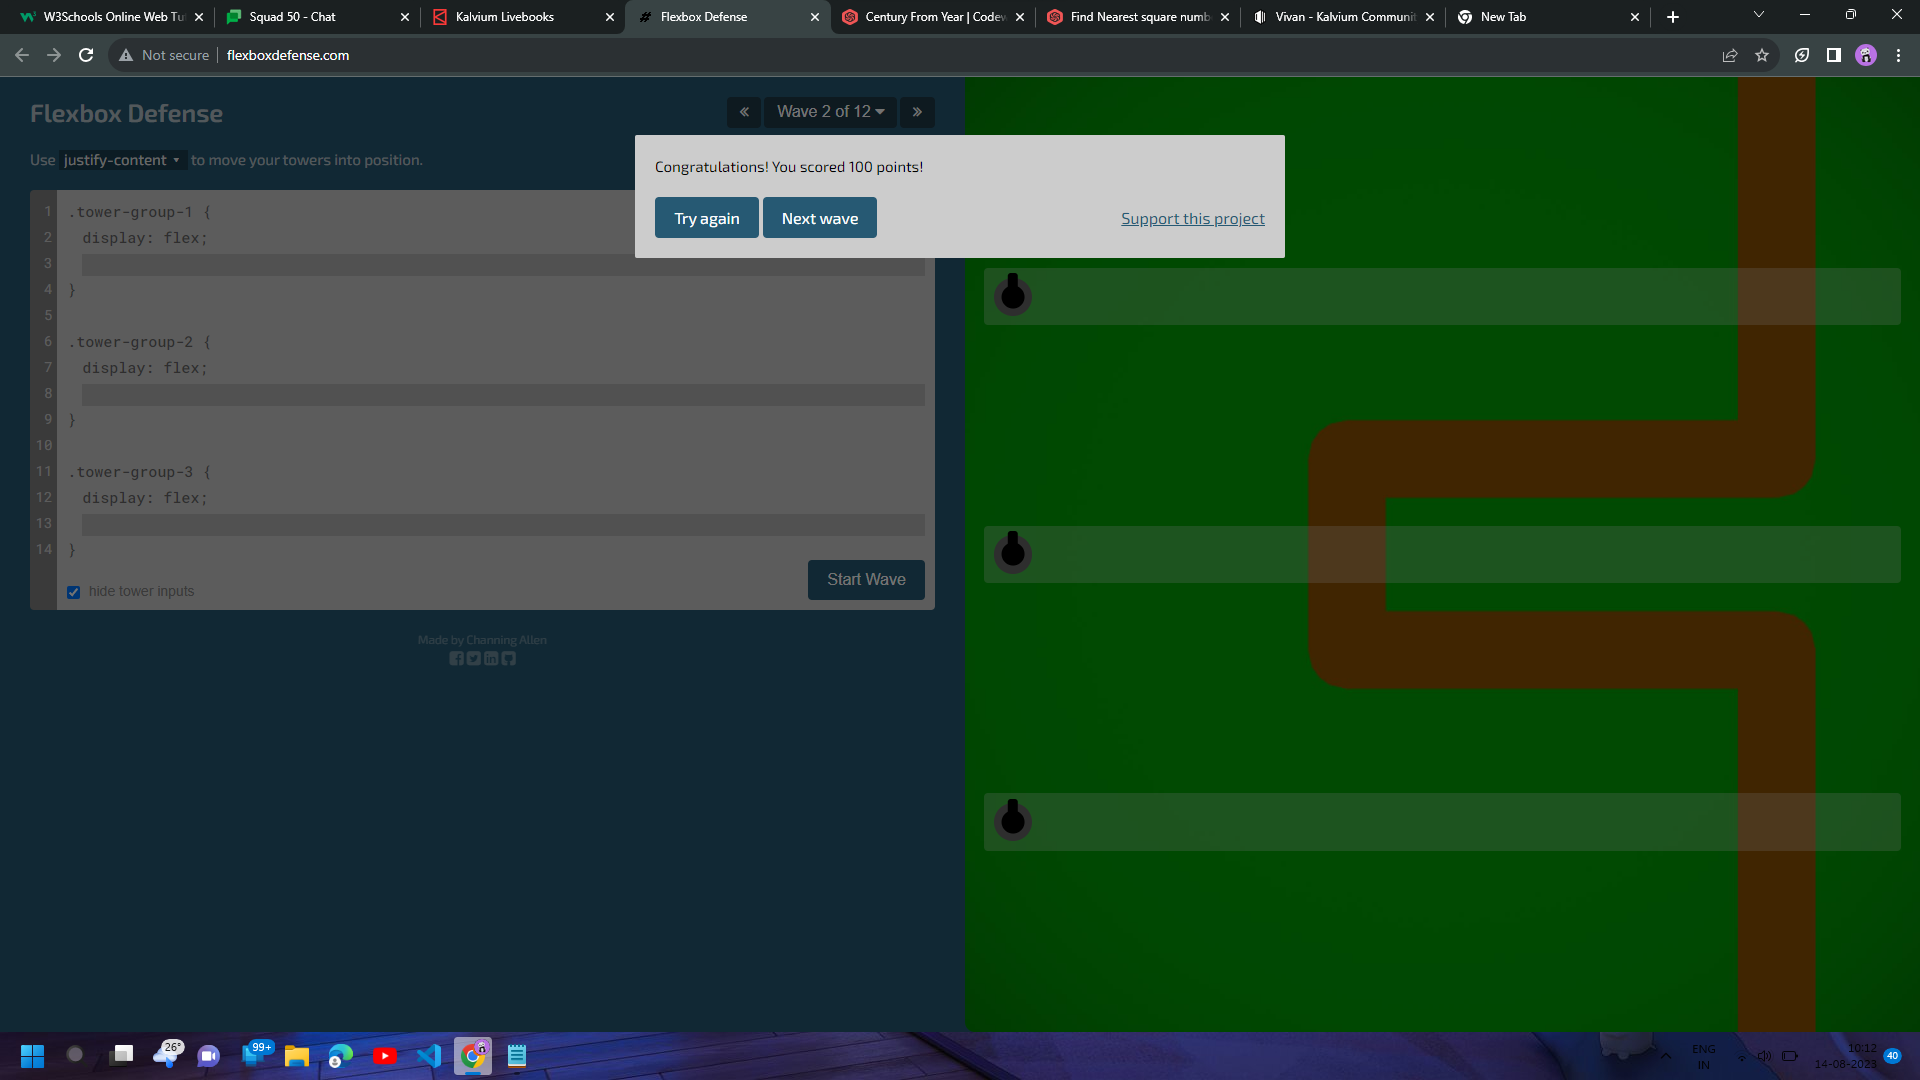 W3Schools Online Web Tu
Squad 50 - Chat
Kalvium Livebooks
Flexbox Defense
Century From Year | Codew
Find Nearest square numb
Vivan - Kalvium Communit
New Tab
Not secure
flexboxdefense.com
Flexbox Defense
« Wave 2 of 12 »
Use justify-content to move your towers into position.
Congratulations! You scored 100 points!
Try again Next wave Support this project
1 .tower-group-1 {
2 display: flex;
3
4 }
5
6 .tower-group-2 {
7 display: flex;
8
9 }
10
11 .tower-group-3 {
12 display: flex;
13
14 }
hide tower inputs
Start Wave
Made by Channing Allen
26°
99+
ENG
IN
10:12
14-08-2023
40